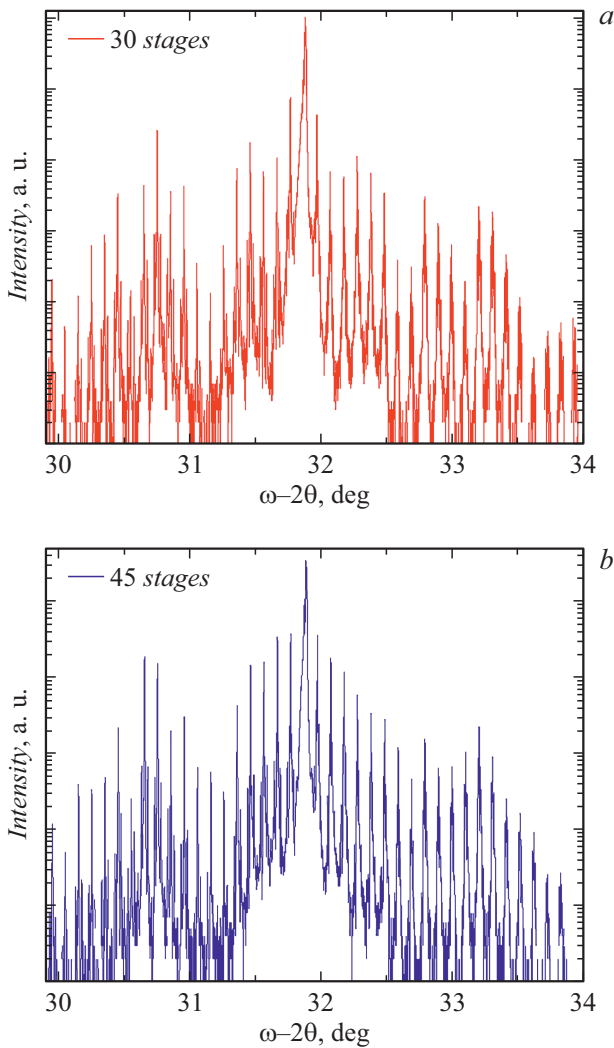 a
30 stages
Intensity, a. u.
30 31 32 33 34
ω–2θ, deg
b
45 stages
Intensity, a. u.
30 31 32 33 34
ω–2θ, deg